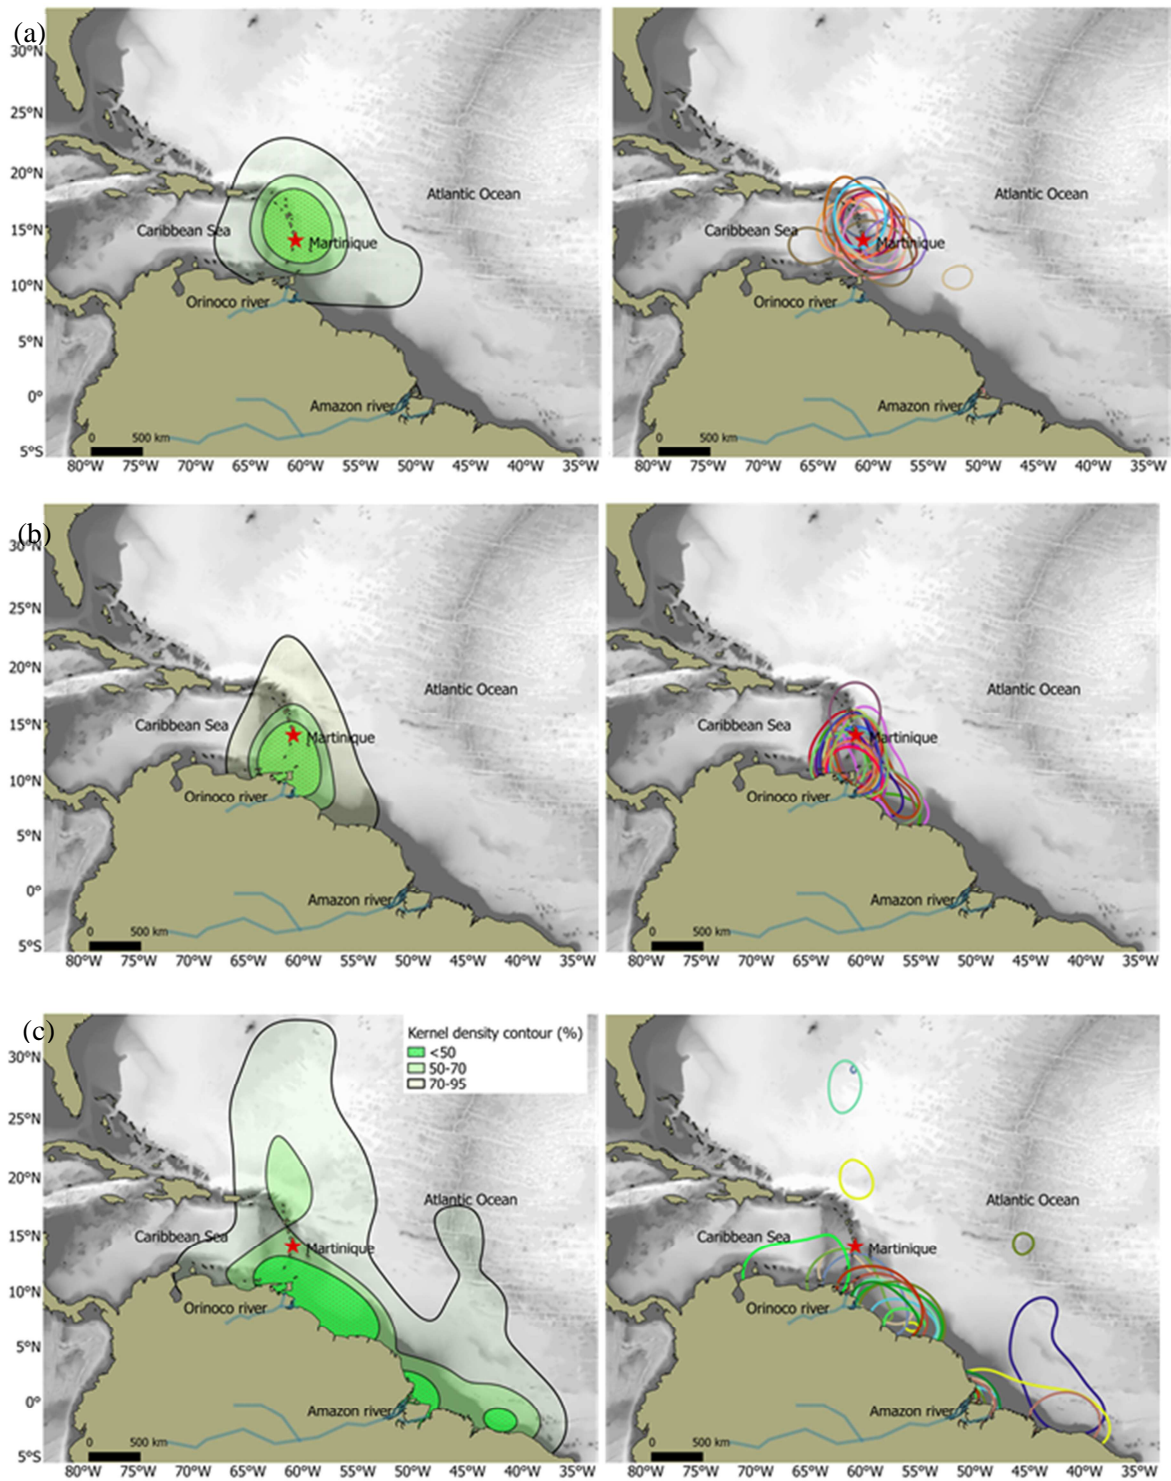 (a)
30°N
25°N
20°N
15°N
10°N
5°N
0°
5°S
Atlantic Ocean
Caribbean Sea
Martinique
Orinoco river
Amazon river
0 500 km
80°W 75°W 70°W 65°W 60°W 55°W 50°W 45°W 40°W 35°W
Atlantic Ocean
Caribbean Sea
Martinique
Orinoco river
Amazon river
0 500 km
80°W 75°W 70°W 65°W 60°W 55°W 50°W 45°W 40°W 35°W
(b)
30°N
25°N
20°N
15°N
10°N
5°N
0°
5°S
Atlantic Ocean
Caribbean Sea
Martinique
Orinoco river
Amazon river
0 500 km
80°W 75°W 70°W 65°W 60°W 55°W 50°W 45°W 40°W 35°W
Atlantic Ocean
Caribbean Sea
Martinique
Orinoco river
Amazon river
0 500 km
80°W 75°W 70°W 65°W 60°W 55°W 50°W 45°W 40°W 35°W
(c)
Kernel density contour (%)
<50
50-70
70-95
30°N
25°N
20°N
15°N
10°N
5°N
0°
5°S
Atlantic Ocean
Caribbean Sea
Martinique
Orinoco river
Amazon river
0 500 km
80°W 75°W 70°W 65°W 60°W 55°W 50°W 45°W 40°W 35°W
Atlantic Ocean
Caribbean Sea
Martinique
Orinoco river
Amazon river
0 500 km
80°W 75°W 70°W 65°W 60°W 55°W 50°W 45°W 40°W 35°W